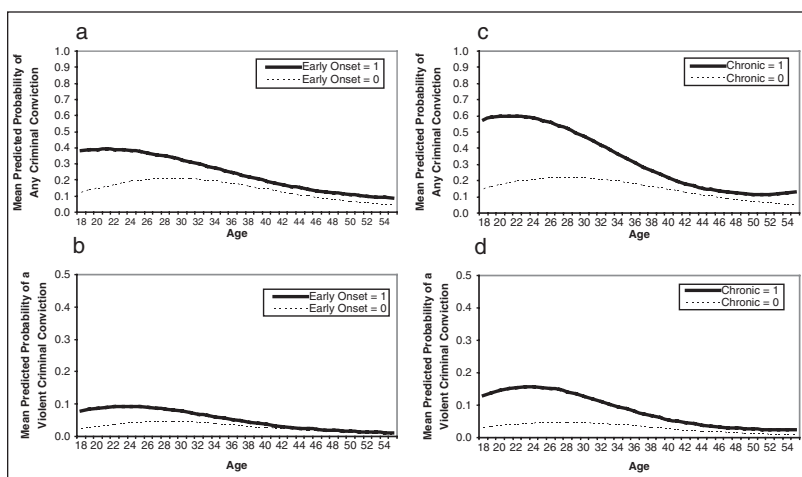 a
Mean Predicted Probability of
Any Criminal Conviction
1.0
0.9
0.8
0.7
0.6
0.5
0.4
0.3
0.2
0.1
0.0
Early Onset = 1
Early Onset = 0
18 20 22 24 26 28 30 32 34 36 38 40 42 44 46 48 50 52 54
Age
c
Mean Predicted Probability of
Any Criminal Conviction
1.0
0.9
0.8
0.7
0.6
0.5
0.4
0.3
0.2
0.1
0.0
Chronic = 1
Chronic = 0
18 20 22 24 26 28 30 32 34 36 38 40 42 44 46 48 50 52 54
Age
b
Mean Predicted Probability of a
Violent Criminal Conviction
0.5
0.4
0.3
0.2
0.1
0.0
Early Onset = 1
Early Onset = 0
18 20 22 24 26 28 30 32 34 36 38 40 42 44 46 48 50 52 54
Age
d
Mean Predicted Probability of a
Violent Criminal Conviction
0.5
0.4
0.3
0.2
0.1
0.0
Chronic = 1
Chronic = 0
18 20 22 24 26 28 30 32 34 36 38 40 42 44 46 48 50 52 54
Age